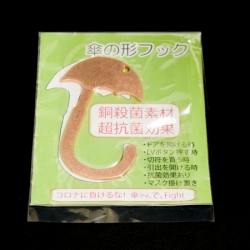 傘の形フック
銅殺菌素材
超抗菌効果
・ドアを開ける時
・LVボタン押す時
・切符を買う時
・引出を開ける時
・抗菌効果あり
・マスク掛け置き
コロナに負けるな！傘さんで、Fight